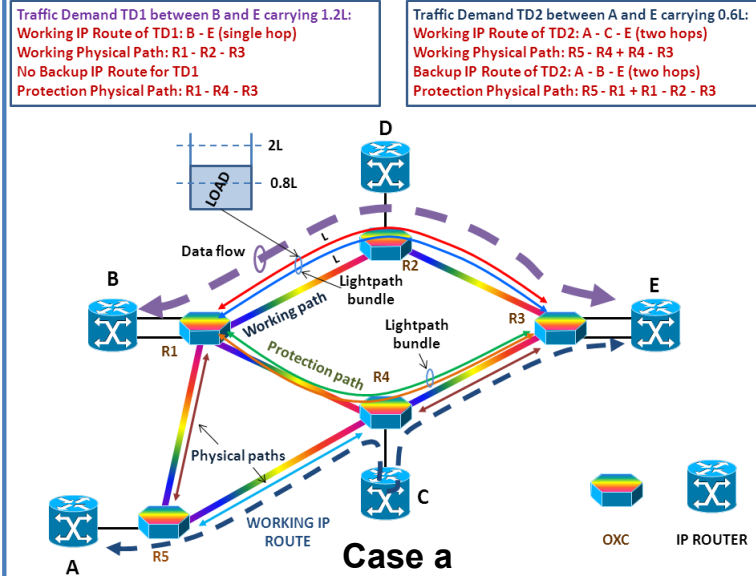 Traffic Demand TD1 between B and E carrying 1.2L:
Working IP Route of TD1: B - E (single hop)
Working Physical Path: R1 - R2 - R3
No Backup IP Route for TD1
Protection Physical Path: R1 - R4 - R3
Traffic Demand TD2 between A and E carrying 0.6L:
Working IP Route of TD2: A - C - E (two hops)
Working Physical Path: R5 - R4 + R4 - R3
Backup IP Route of TD2: A - B - E (two hops)
Protection Physical Path: R5 - R1 + R1 - R2 - R3
D
2L
LOAD
0.8L
L
Data flow
L
R2
B
Lightpath
bundle
E
Working path
Lightpath
bundle
R3
R1
Protection path
R4
Physical paths
C
WORKING IP
ROUTE
R5
A
Case a
OXC
IP ROUTER